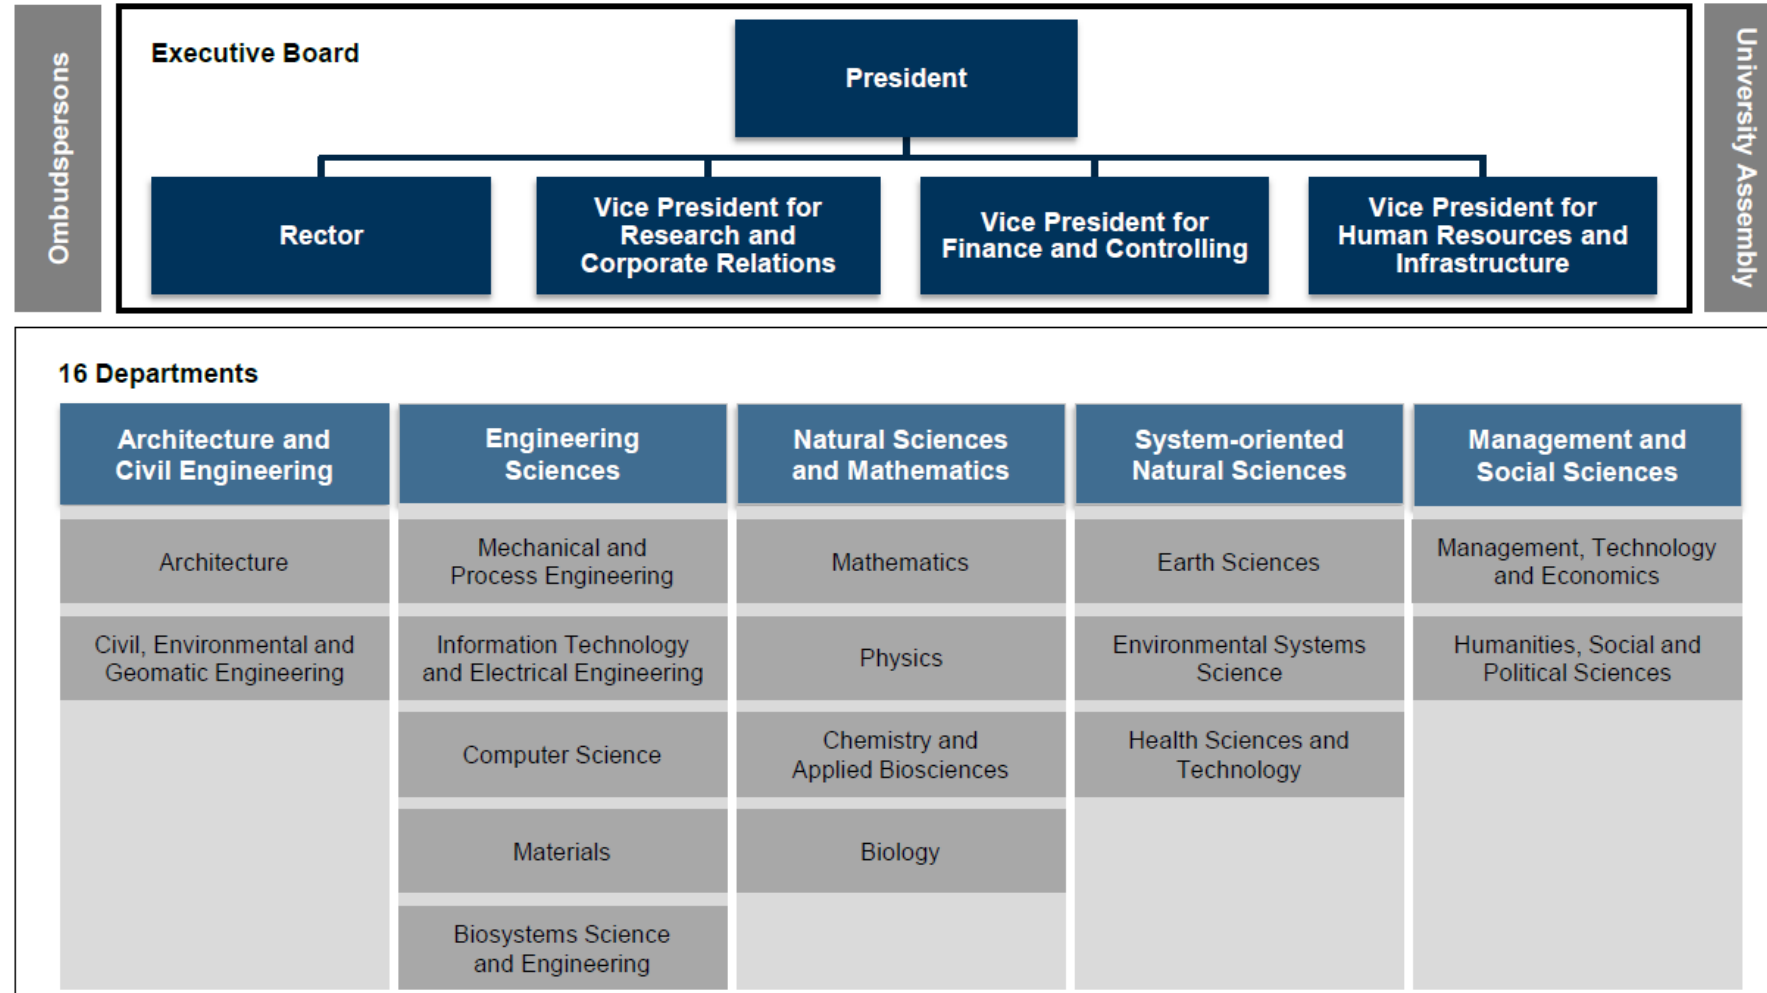 Ombudspersons
Executive Board
President
University Assembly
Rector
Vice President for
Research and
Corporate Relations
Vice President for
Finance and Controlling
Vice President for
Human Resources and
Infrastructure
16 Departments
Architecture and
Civil Engineering
Engineering
Sciences
Natural Sciences
and Mathematics
System-oriented
Natural Sciences
Management and
Social Sciences
Architecture
Mechanical and
Process Engineering
Mathematics
Earth Sciences
Management, Technology
and Economics
Civil, Environmental and
Geomatic Engineering
Information Technology
and Electrical Engineering
Physics
Environmental Systems
Science
Humanities, Social and
Political Sciences
Computer Science
Chemistry and
Applied Biosciences
Health Sciences and
Technology
Materials
Biology
Biosystems Science
and Engineering